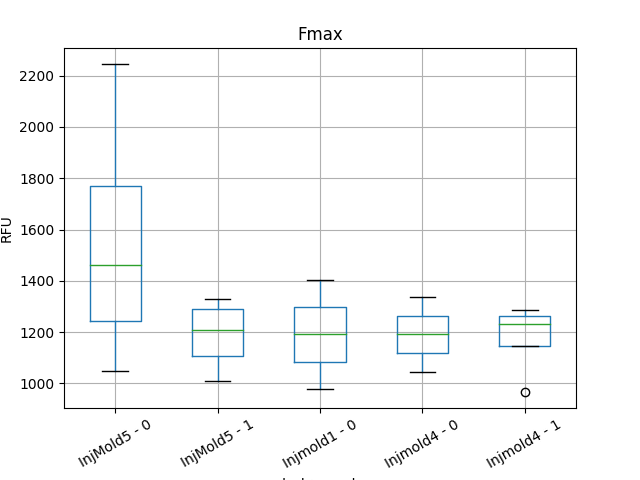 Fmax
2200
2000
1800
1600
1400
1200
1000
RFU
InjMold5 - 0
InjMold5 - 1
Injmold1 - 0
Injmold4 - 0
Injmold4 - 1